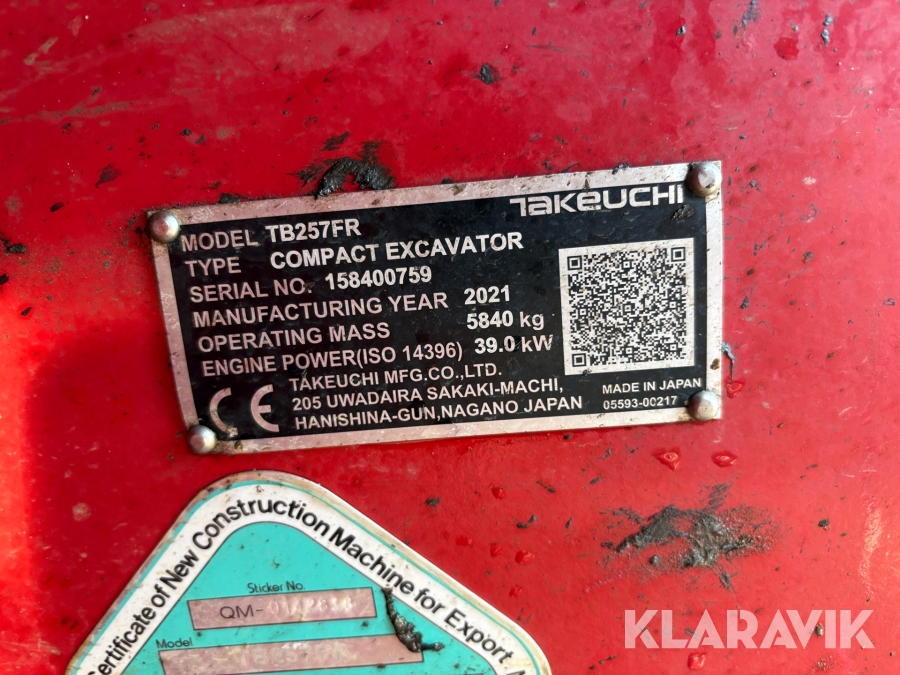 TAKEUCHI
MODEL TB257FR
TYPE COMPACT EXCAVATOR
SERIAL NO. 158400759
MANUFACTURING YEAR 2021
OPERATING MASS 5840 kg
ENGINE POWER(ISO 14396) 39.0 kW
TAKEUCHI MFG.CO.,LTD.
205 UWADAIRA SAKAKI-MACHI,
HANISHINA-GUN,NAGANO JAPAN
MADE IN JAPAN
05593-00217
CE
Certificate of New Construction Machine for Export
Sticker No.
QM-
Model
KLARAVIK